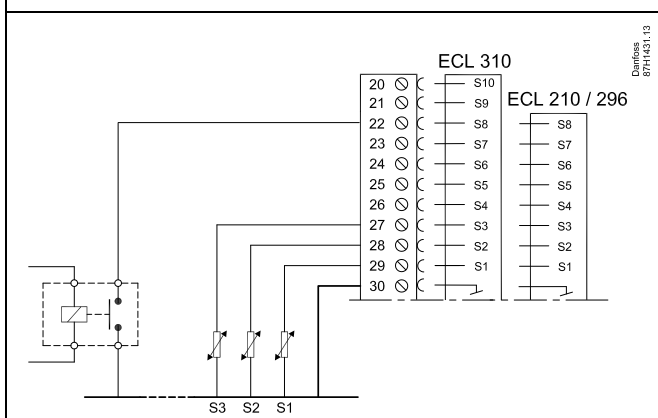 Danfoss
87H1431.13
ECL 310
ECL 210 / 296
20 S10
21 S9
22 S8 S8
23 S7 S7
24 S6 S6
25 S5 S5
26 S4 S4
27 S3 S3
28 S2 S2
29 S1 S1
30
S3 S2 S1